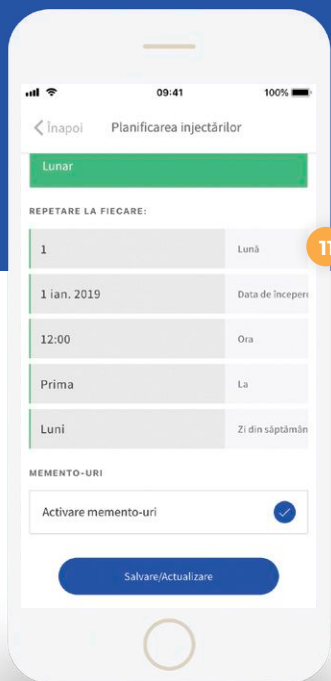 09:41 100%
Înapoi Planificarea injectărilor
Lunar
REPETARE LA FIECARE:
1 Lună
11
1 ian. 2019 Data de începere
12:00 Ora
Prima La
Luni Zi din săptămân
MEMENTO-URI
Activare memento-uri
Salvare/Actualizare